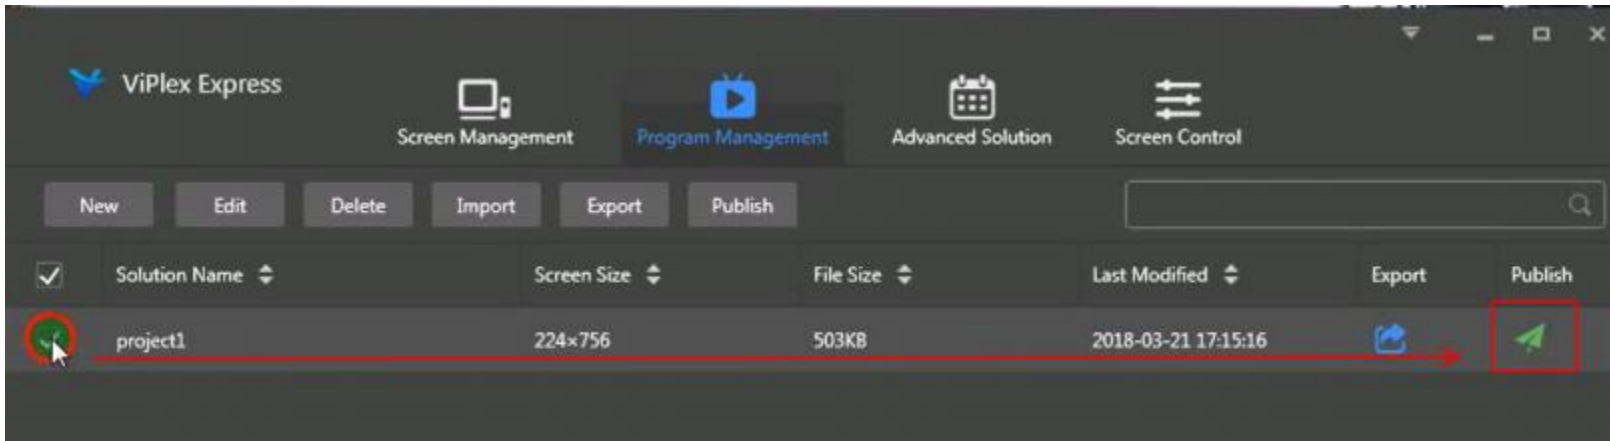 ViPlex Express
Screen Management Program Management Advanced Solution Screen Control
New Edit Delete Import Export Publish
Solution Name Screen Size File Size Last Modified Export Publish
project1 224×756 503KB 2018-03-21 17:15:16